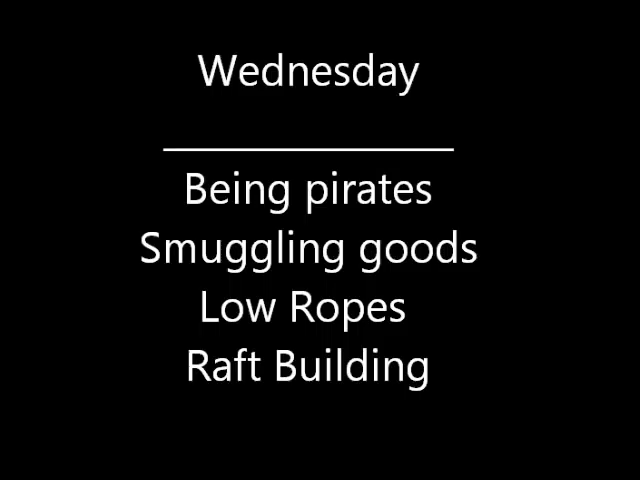 Wednesday
Being pirates
Smuggling goods
Low Ropes
Raft Building